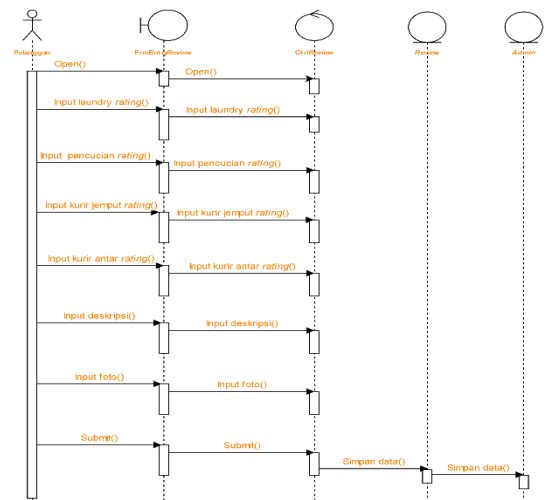 Pelanggan
FrmEntryReview
CtrlReview
Review
Admin
Open()
Open()
Input laundry rating()
Input laundry rating()
Input pencucian rating()
Input pencucian rating()
Input kurir jemput rating()
Input kurir jemput rating()
Input kurir antar rating()
Input kurir antar rating()
Input deskripsi()
Input deskripsi()
Input foto()
Input foto()
Submit()
Submit()
Simpan data()
Simpan data()